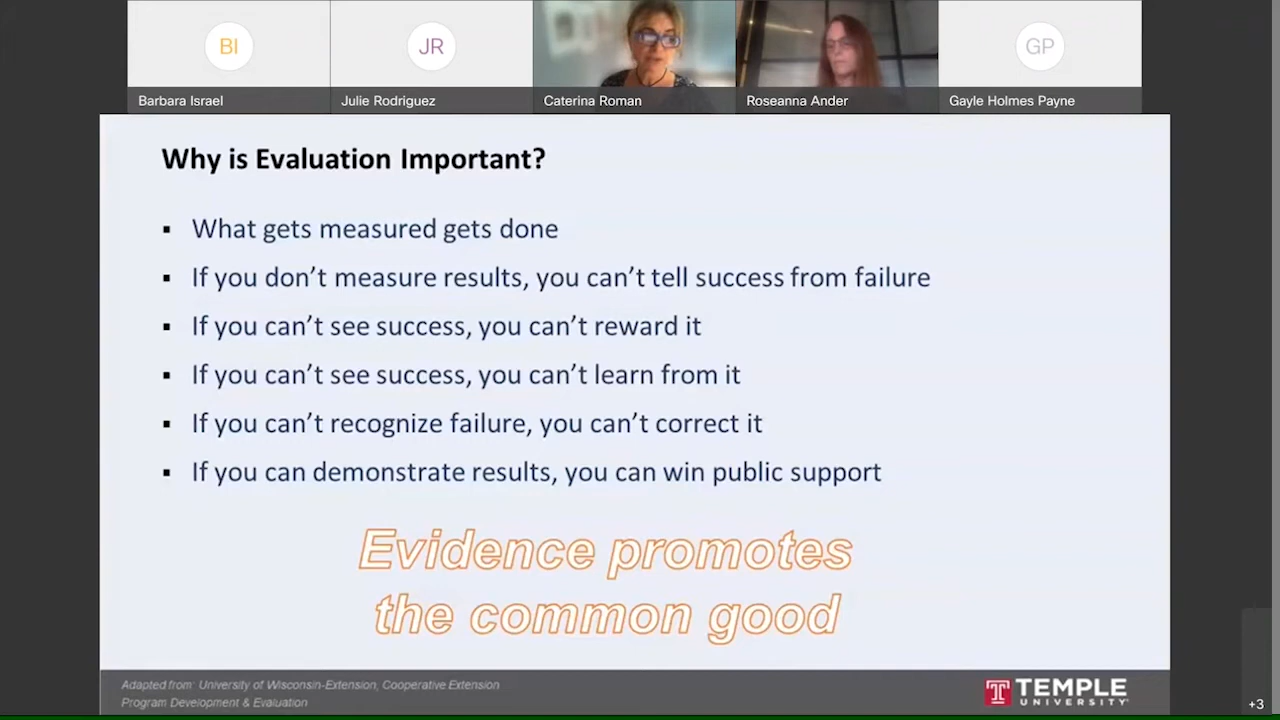 BI
JR
GP
Barbara Israel
Julie Rodriguez
Caterina Roman
Roseanna Ander
Gayle Holmes Payne
Why is Evaluation Important?
▪ What gets measured gets done
▪ If you don’t measure results, you can’t tell success from failure
▪ If you can’t see success, you can’t reward it
▪ If you can’t see success, you can’t learn from it
▪ If you can’t recognize failure, you can’t correct it
▪ If you can demonstrate results, you can win public support
Evidence promotes
the common good
Adapted from: University of Wisconsin-Extension, Cooperative Extension
Program Development & Evaluation
T TEMPLE
UNIVERSITY
+3